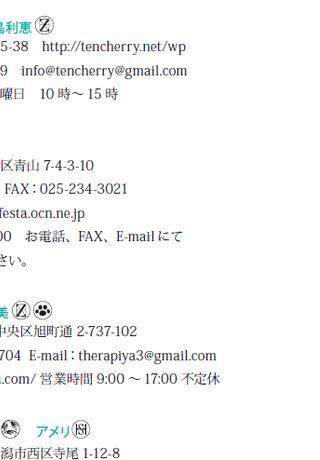 島利恵
5-38 http://tencherry.net/wp
9 info@tencherry@gmail.com
曜日 10 時〜 15 時
区青山 7-4-3-10
FAX：025-234-3021
festa.ocn.ne.jp
00 お電話、FAX、E-mailにて
さい。
美
中央区旭町通 2-737-102
704 E-mail：therapiya3@gmail.com
.com/ 営業時間 9:00 〜 17:00 不定休
アメリ
潟市西区寺尾 1-12-8